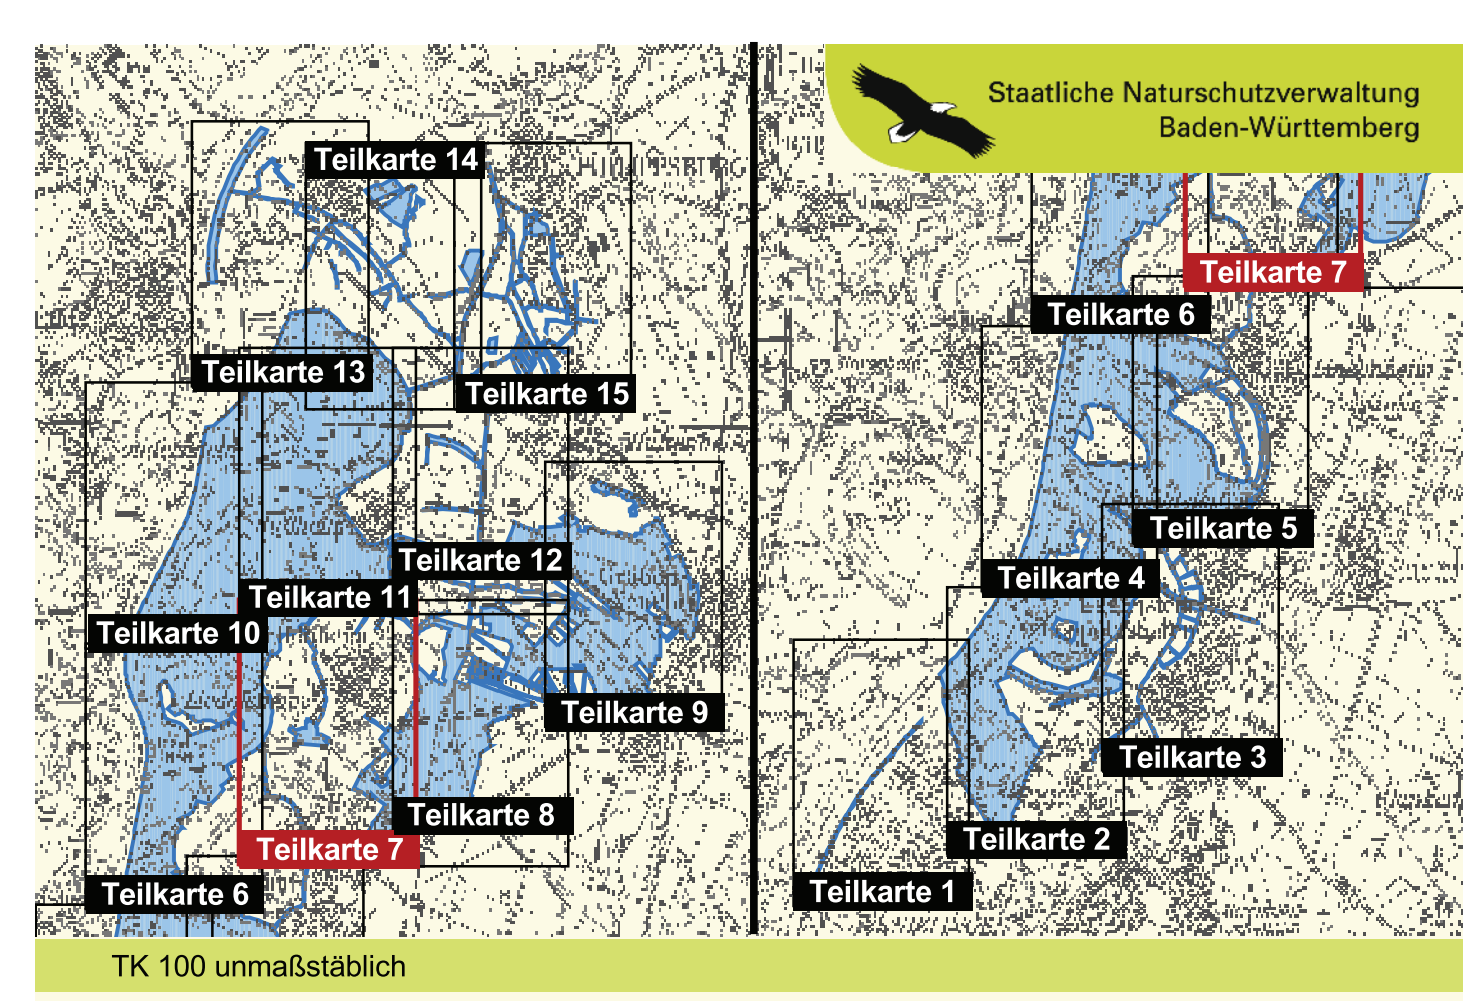 Staatliche Naturschutzverwaltung
Baden-Württemberg
Teilkarte 14
Teilkarte 13
Teilkarte 15
Teilkarte 12
Teilkarte 11
Teilkarte 10
Teilkarte 9
Teilkarte 8
Teilkarte 7
Teilkarte 6
Teilkarte 7
Teilkarte 6
Teilkarte 5
Teilkarte 4
Teilkarte 3
Teilkarte 2
Teilkarte 1
TK 100 unmaßstäblich